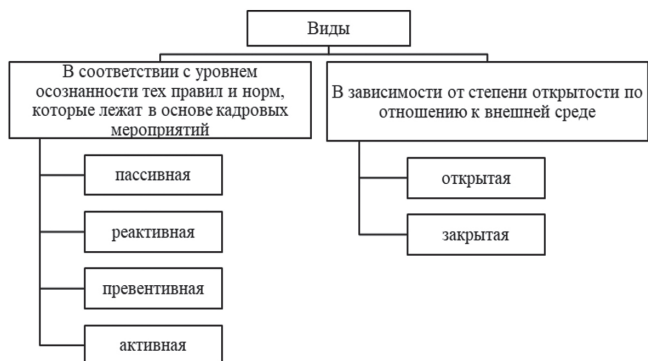 Виды
В соответствии с уровнем
осознанности тех правил и норм,
которые лежат в основе кадровых
мероприятий
пассивная
реактивная
превентивная
активная
В зависимости от степени открытости по
отношению к внешней среде
открытая
закрытая